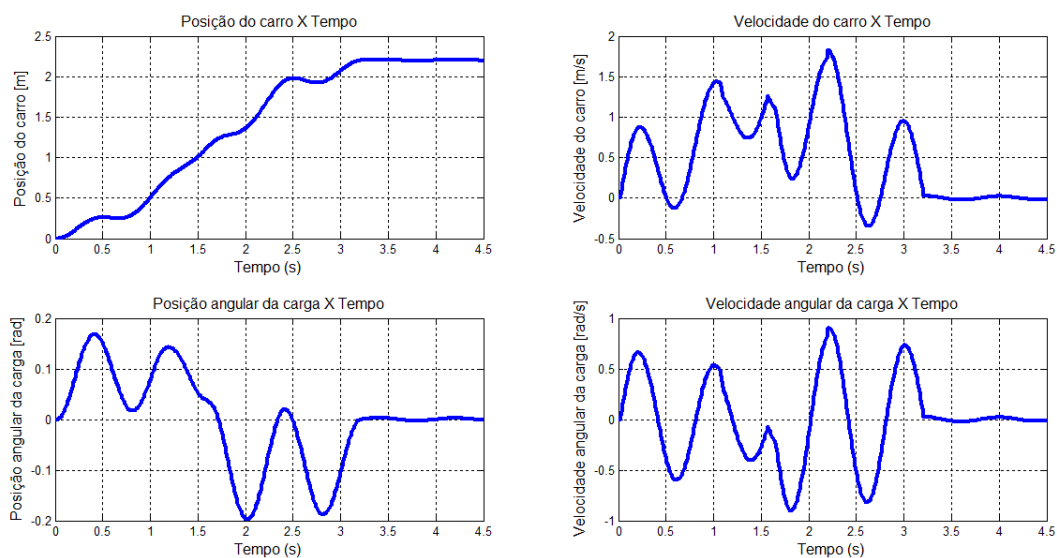 Posição do carro X Tempo
Posição do carro [m]
2.5
2
1.5
1
0.5
0
0 0.5 1 1.5 2 2.5 3 3.5 4 4.5
Tempo (s)
Velocidade do carro X Tempo
Velocidade do carro [m/s]
2
1.5
1
0.5
0
-0.5
0 0.5 1 1.5 2 2.5 3 3.5 4 4.5
Tempo (s)
Posição angular da carga X Tempo
Posição angular da carga [rad]
0.2
0.1
0
-0.1
-0.2
0 0.5 1 1.5 2 2.5 3 3.5 4 4.5
Tempo (s)
Velocidade angular da carga X Tempo
Velocidade angular da carga [rad/s]
1
0.5
0
-0.5
-1
0 0.5 1 1.5 2 2.5 3 3.5 4 4.5
Tempo (s)